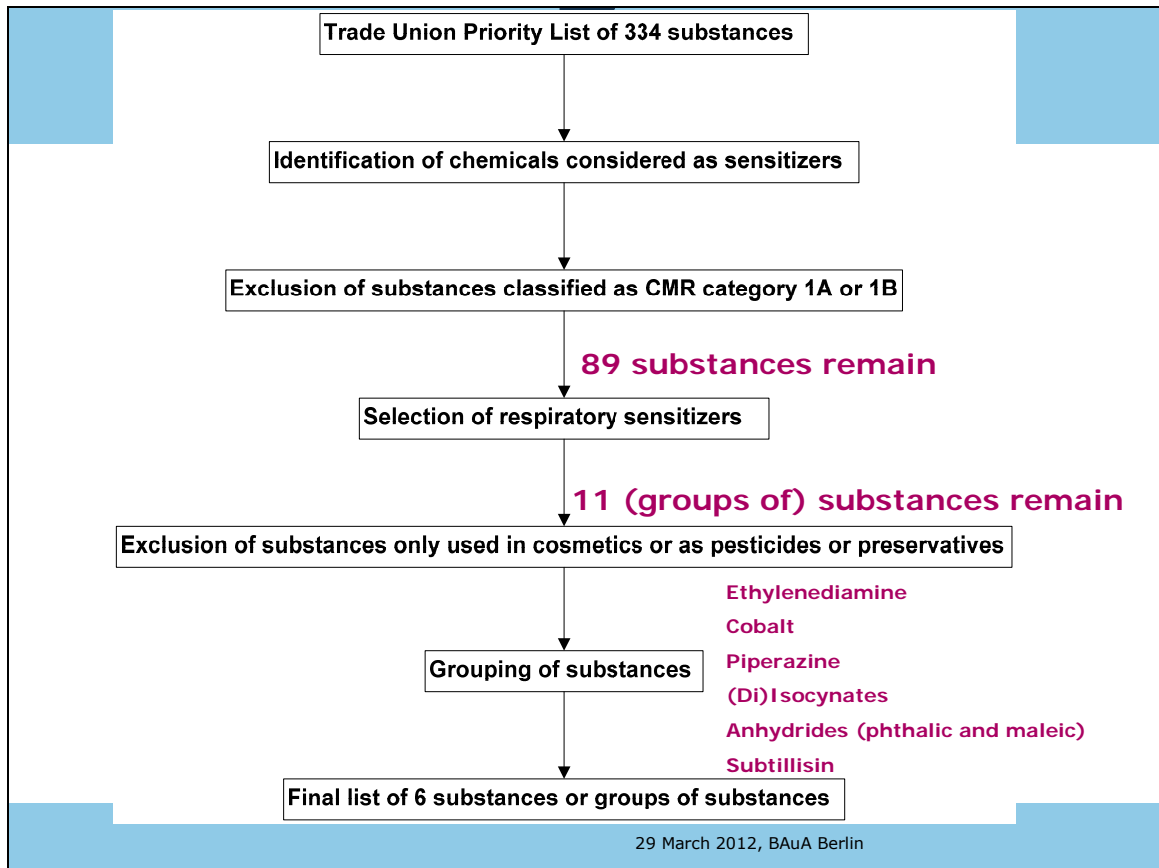 Trade Union Priority List of 334 substances
Identification of chemicals considered as sensitizers
Exclusion of substances classified as CMR category 1A or 1B
89 substances remain
Selection of respiratory sensitizers
11 (groups of) substances remain
Exclusion of substances only used in cosmetics or as pesticides or preservatives
Ethylenediamine
Cobalt
Piperazine
(Di)Isocynates
Anhydrides (phthalic and maleic)
Subtillisin
Grouping of substances
Final list of 6 substances or groups of substances
29 March 2012, BAuA Berlin